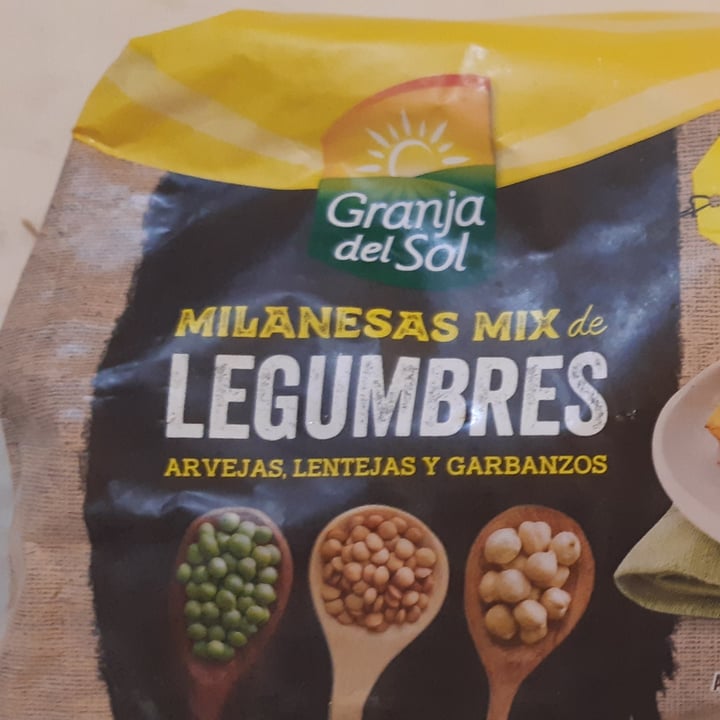 Granja
del Sol
MILANESAS MIX de
LEGUMBRES
ARVEJAS, LENTEJAS Y GARBANZOS